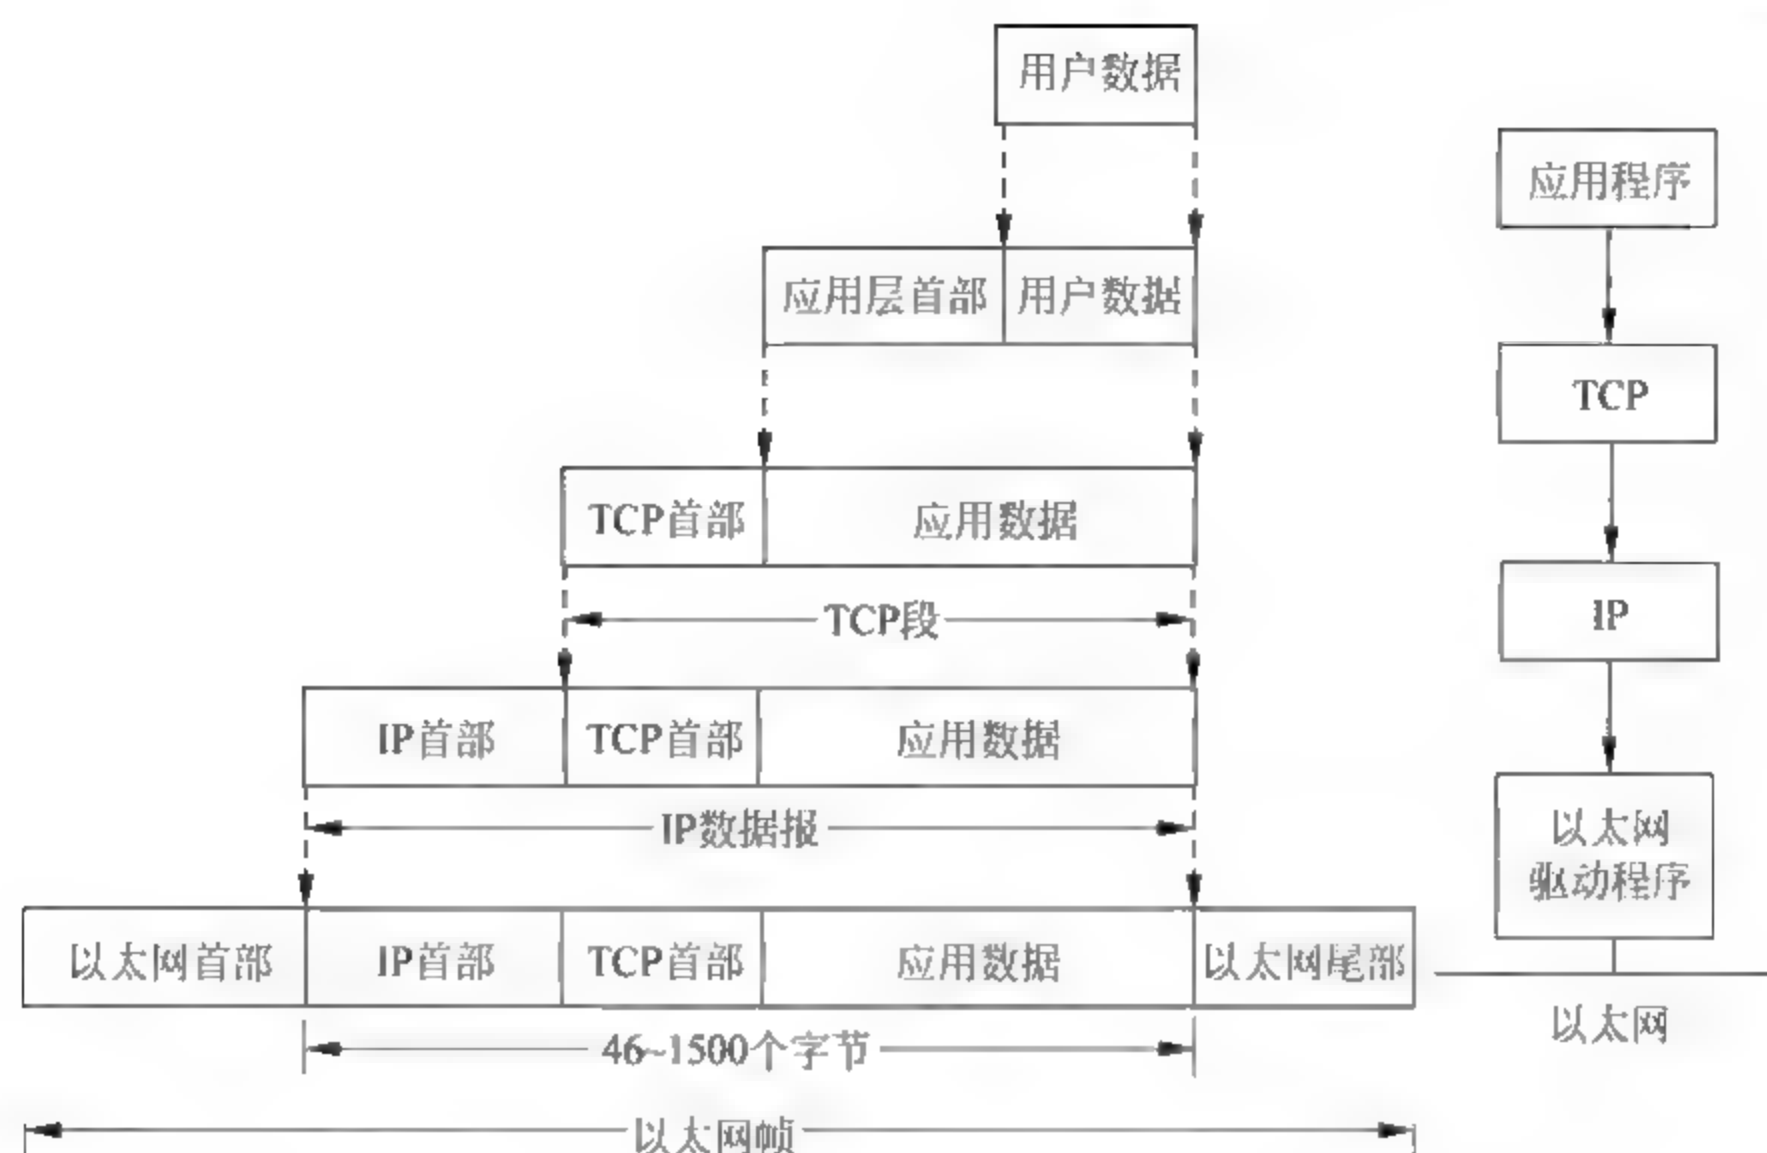 用户数据
应用程序
应用层首部 用户数据
TCP
TCP首部 应用数据
TCP段
IP
IP首部 TCP首部 应用数据
IP数据报
以太网
驱动程序
以太网首部 IP首部 TCP首部 应用数据 以太网尾部
以太网
46~1500个字节
以太网帧